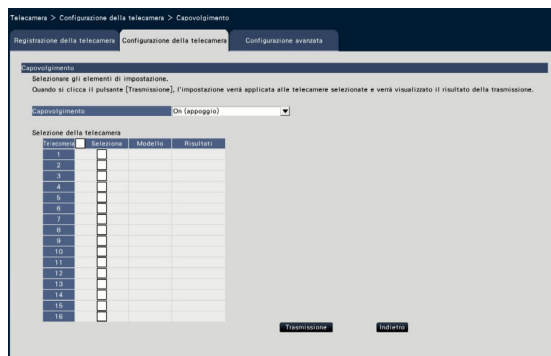 Telecamera > Configurazione della telecamera > Capovolgimento
Registrazione della telecamera Configurazione della telecamera Configurazione avanzata
Capovolgimento
Selezionare gli elementi di impostazione.
Quando si clicca il pulsante [Trasmissione], l'impostazione verrà applicata alle telecamere selezionate e verrà visualizzato il risultato della trasmissione.
Capovolgimento On (appoggio)
Selezione della telecamera
Telecamera Seleziona Modello Risultati
1
2
3
4
5
6
7
8
9
10
11
12
13
14
15
16
Trasmissione Indietro